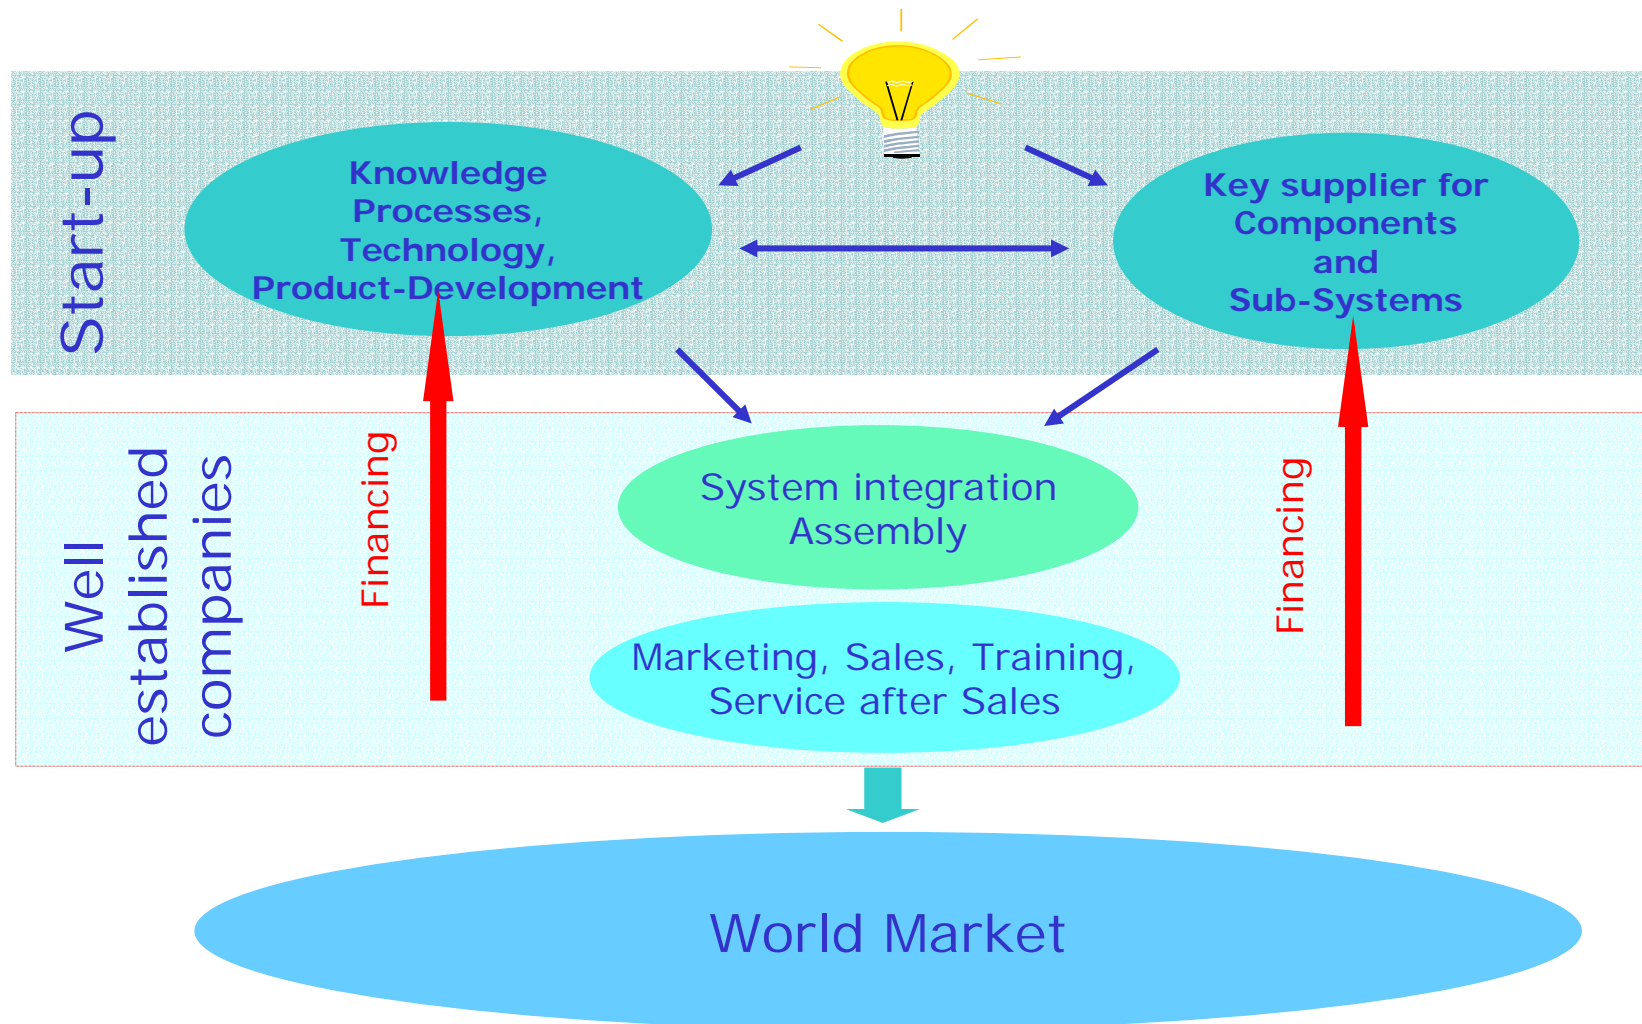 Start-up
Knowledge
Processes,
Technology,
Product-Development
Key supplier for
Components
and
Sub-Systems
Well
established
companies
Financing
System integration
Assembly
Marketing, Sales, Training,
Service after Sales
Financing
World Market